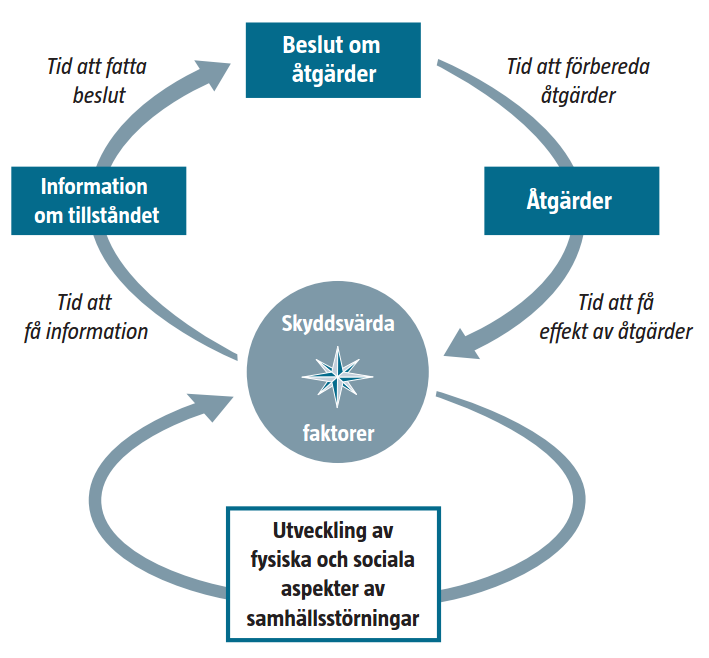 Beslut om
åtgärder
Tid att fatta
beslut
Tid att förbereda
åtgärder
Information
om tillståndet
Åtgärder
Tid att
få information
Tid att få
effekt av åtgärder
Skyddsvärda
faktorer
Utveckling av
fysiska och sociala
aspekter av
samhällsstörningar